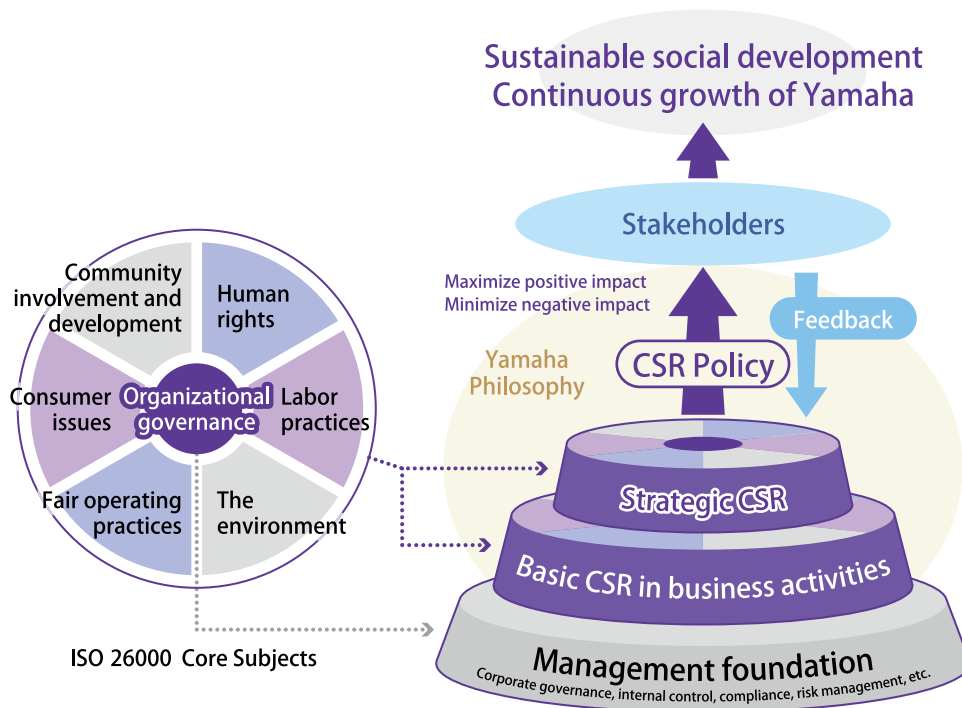 Sustainable social development
Continuous growth of Yamaha
Stakeholders
Maximize positive impact
Minimize negative impact
Feedback
CSR Policy
Yamaha
Philosophy
Strategic CSR
Basic CSR in business activities
Management foundation
Corporate governance, internal control, compliance, risk management, etc.
Community
involvement and
development
Human
rights
Consumer
issues
Organizational
governance
Labor
practices
Fair operating
practices
The
environment
ISO 26000 Core Subjects